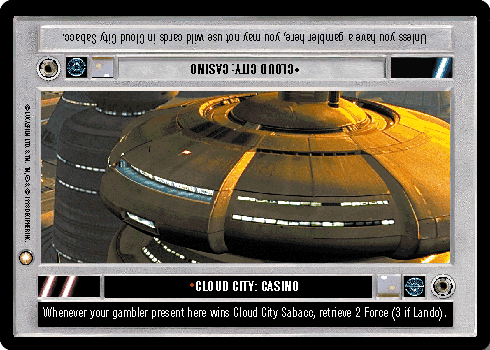 Unless you have a gambler here, you may not use wild cards in Cloud City
Sabacc.
•CLOUD CITY: CASINO
•CLOUD CITY: CASINO
Whenever your gambler present here wins Cloud City Sabacc, retrieve 2 Force (3 if Lando).